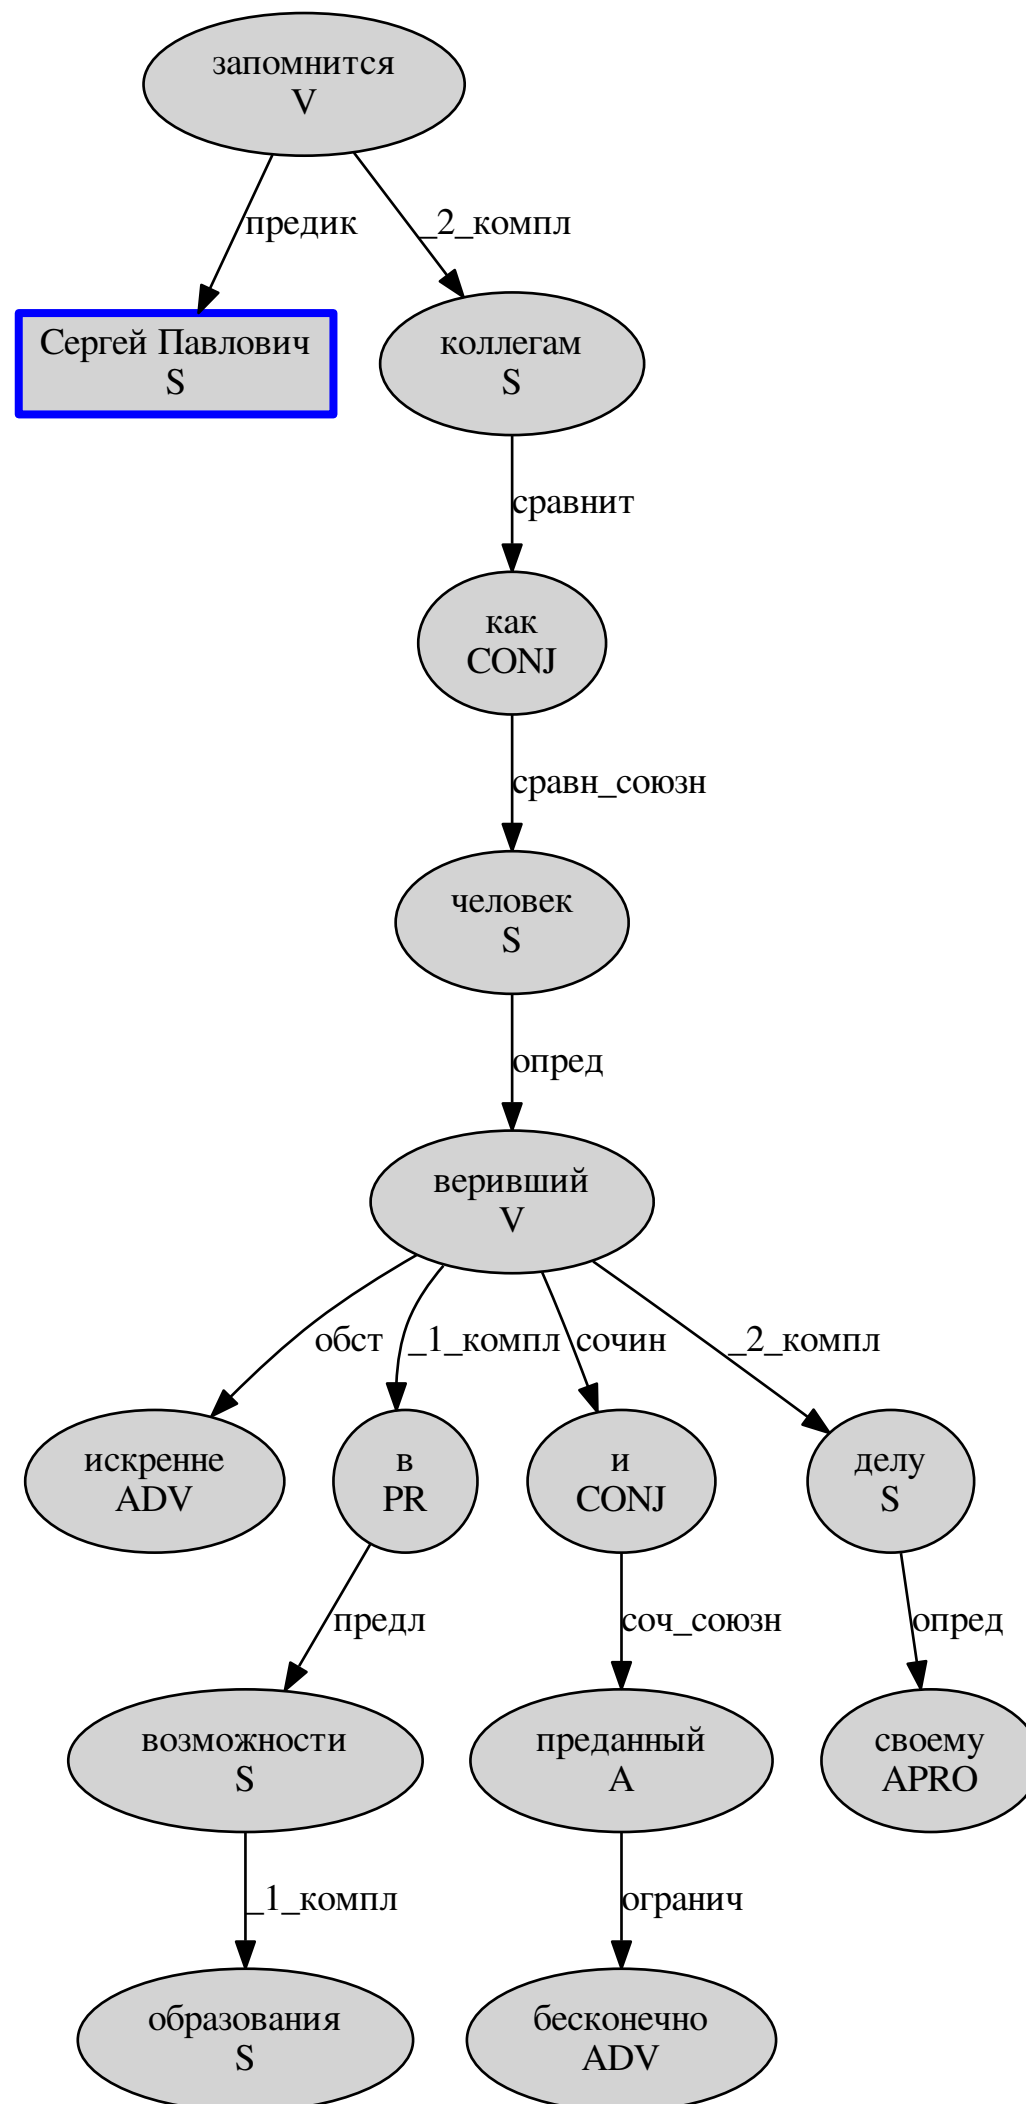 запомнится
V
предик
_2_компл
Сергей Павлович
S
коллегам
S
сравнит
как
CONJ
сравн_союзн
человек
S
опред
веривший
V
обст
_1_компл
сочин
_2_компл
искренне
ADV
в
PR
и
CONJ
делу
S
предл
соч_союзн
опред
возможности
S
преданный
A
своему
APRO
_1_компл
огранич
образования
S
бесконечно
ADV